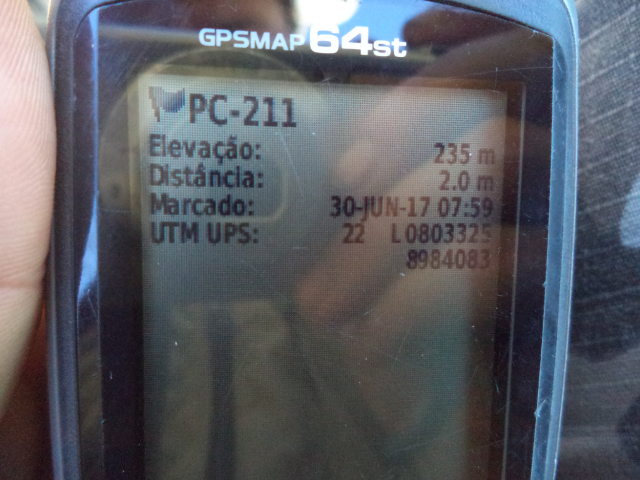 GPSMAP 64st
PC-211
Elevação: 235 m
Distância: 2.0 m
Marcado: 30-JUN-17 07:59
UTM UPS: 22 L0803325
8984083